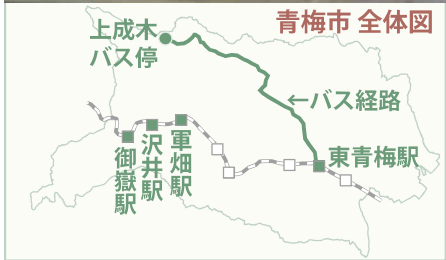 青梅市 全体図
上成木
バス停
←バス経路
東青梅駅
軍畑駅
沢井駅
御嶽駅